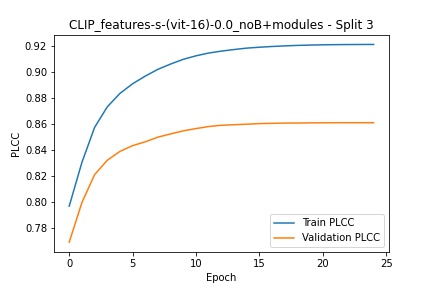 CLIP_features-s-(vit-16)-0.0_noB+modules - Split 3
0.92
0.90
0.88
0.86
0.84
0.82
0.80
0.78
PLCC
Train PLCC
Validation PLCC
0 5 10 15 20 25
Epoch